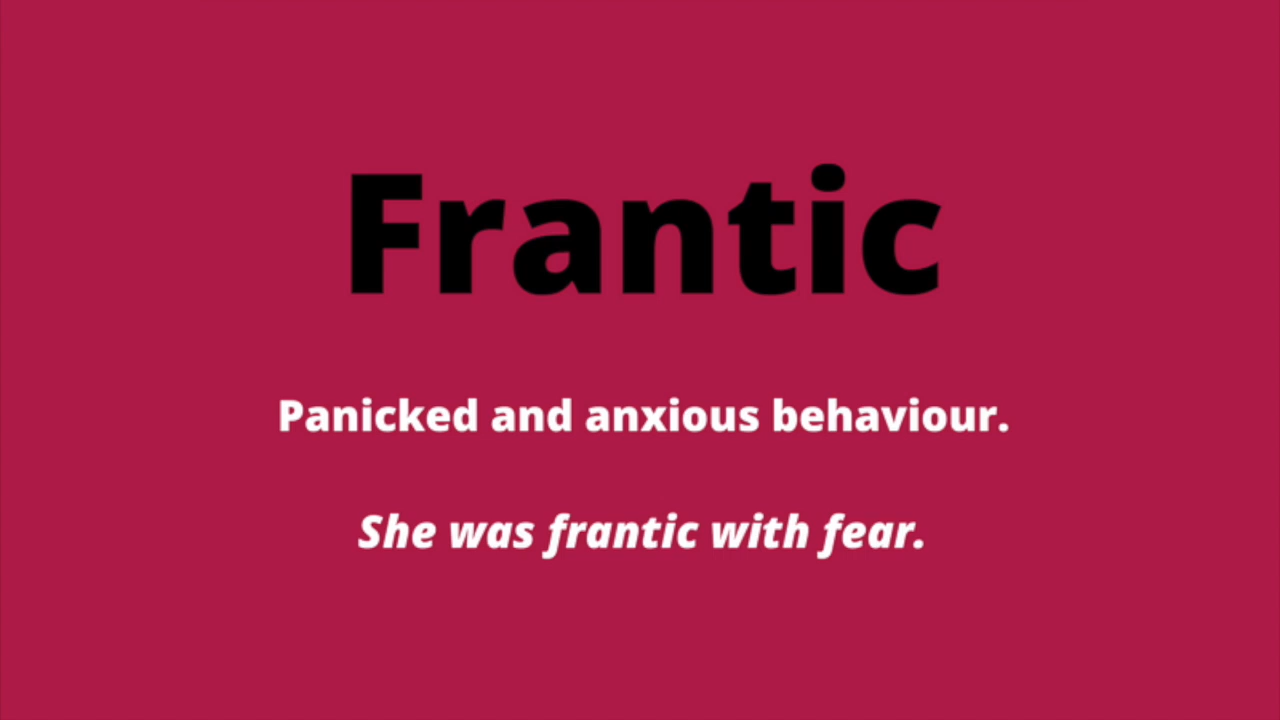 Frantic
Panicked and anxious behaviour.
She was frantic with fear.